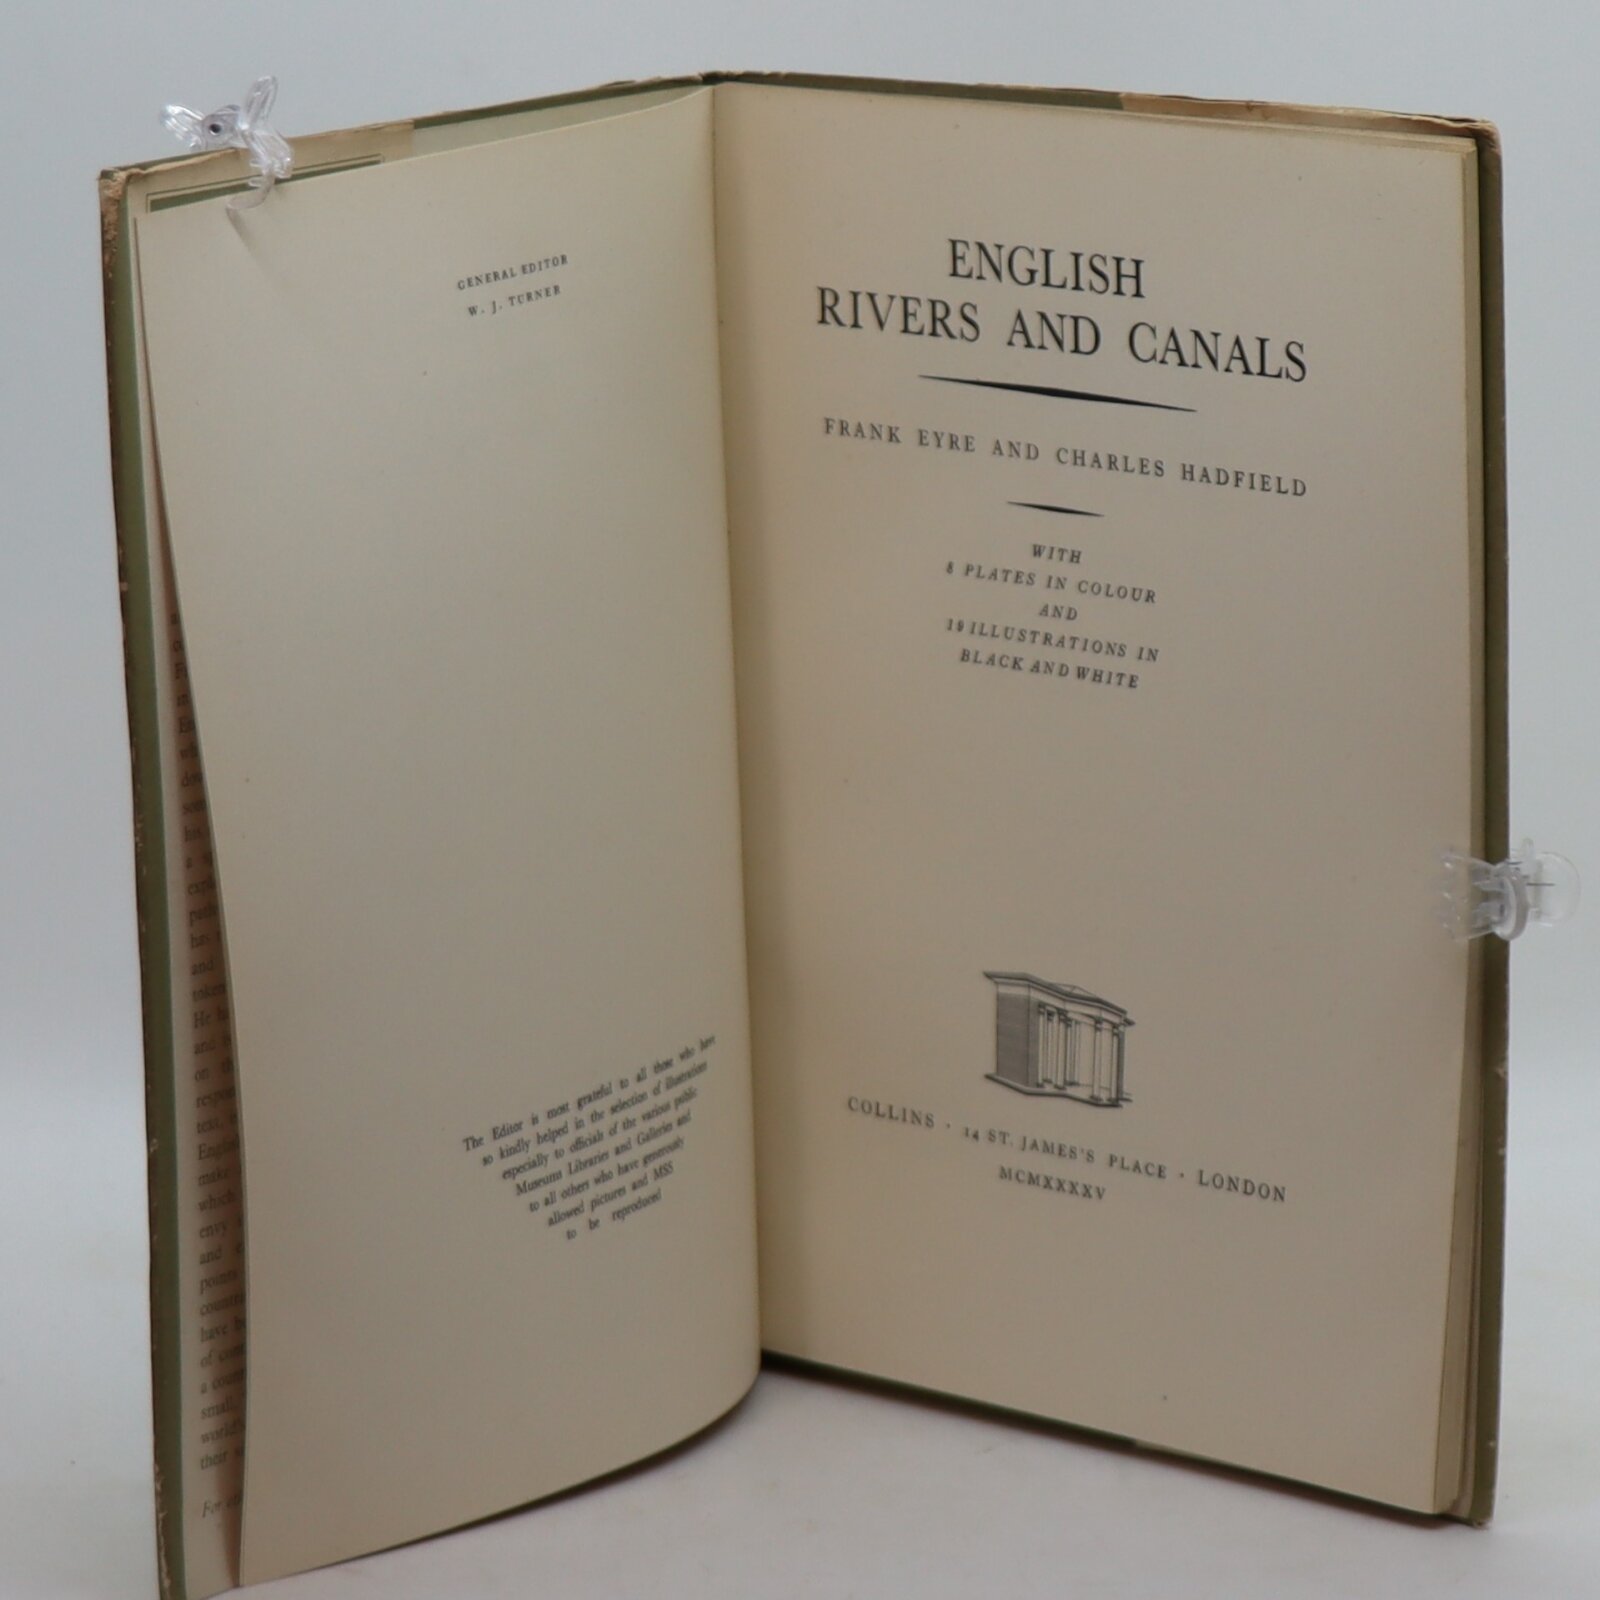 GENERAL EDITOR
W. J. TURNER
The Editor is most grateful to all those who have
so kindly helped in the selection of illustrations
especially to officials of the various public
Museums Libraries and Galleries and
to all others who have generously
allowed pictures and MSS
to be reproduced
ENGLISH
RIVERS AND CANALS
FRANK EYRE AND CHARLES HADFIELD
WITH
8 PLATES IN COLOUR
AND
19 ILLUSTRATIONS IN
BLACK AND WHITE
COLLINS · 14 ST. JAMES'S PLACE · LONDON
MCMXXXXV